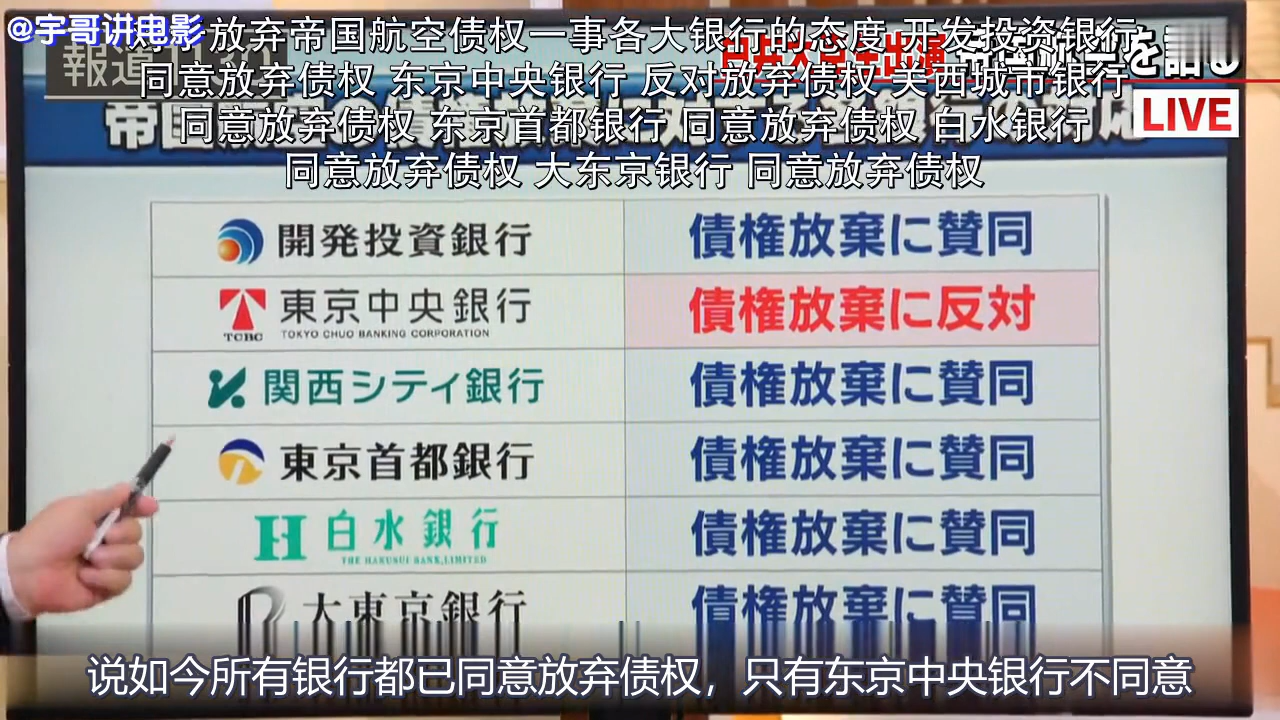 @宇哥讲电影
放弃帝国航空债权一事各大银行的态度 开发投资银行
同意放弃债权 东京中央银行 反对放弃债权 关西城市银行
同意放弃债权 东京首都银行 同意放弃债权 白水银行
同意放弃债权 大东京银行 同意放弃债权
報道
LIVE
開発投資銀行 債権放棄に賛同
東京中央銀行 債権放棄に反対
TCBC TOKYO CHUO BANKING CORPORATION
関西シティ銀行 債権放棄に賛同
東京首都銀行 債権放棄に賛同
H 白水銀行 債権放棄に賛同
THE HAKUSUI BANK,LIMITED
大東京銀行 債権放棄に賛同
说如今所有银行都已同意放弃债权，只有东京中央银行不同意